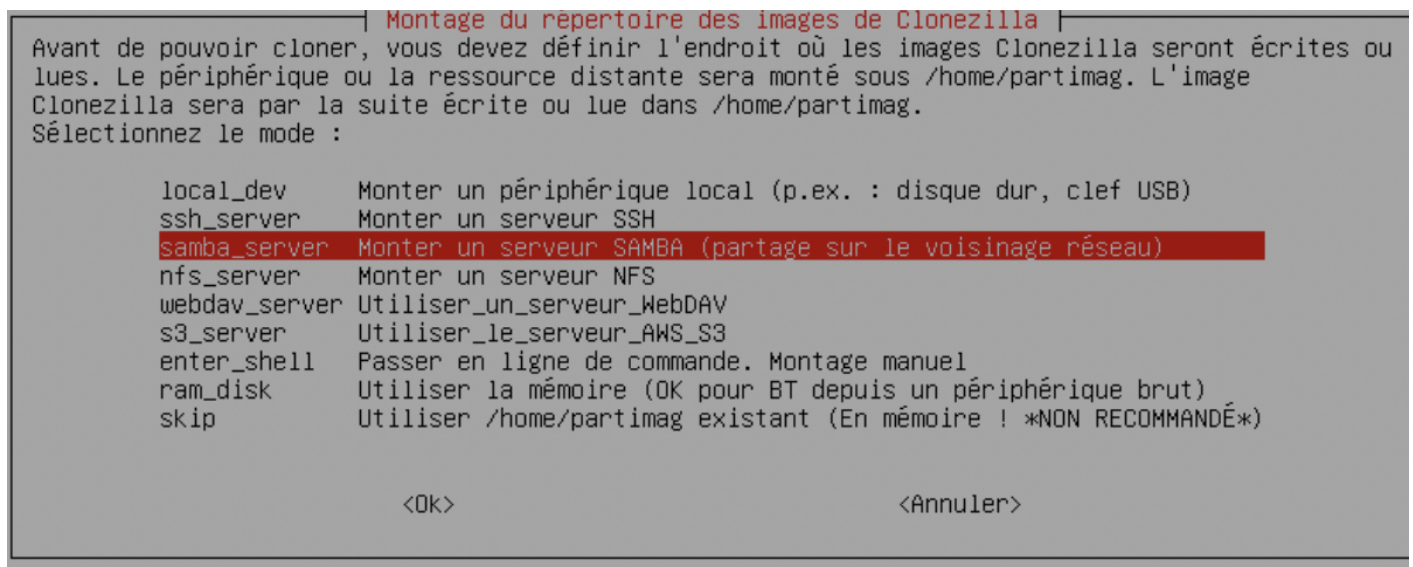 Montage du répertoire des images de Clonezilla
Avant de pouvoir cloner, vous devez définir l'endroit où les images Clonezilla seront écrites ou
lues. Le périphérique ou la ressource distante sera monté sous /home/partimag. L'image
Clonezilla sera par la suite écrite ou lue dans /home/partimag.
Sélectionnez le mode :
local_dev Monter un périphérique local (p.ex. : disque dur, clef USB)
ssh_server Monter un serveur SSH
samba_server Monter un serveur SAMBA (partage sur le voisinage réseau)
nfs_server Monter un serveur NFS
webdav_server Utiliser_un_serveur_WebDAV
s3_server Utiliser_le_serveur_AWS_S3
enter_shell Passer en ligne de commande. Montage manuel
ram_disk Utiliser la mémoire (OK pour BT depuis un périphérique brut)
skip Utiliser /home/partimag existant (En mémoire ! *NON RECOMMANDÉ*)
<Ok> <Annuler>